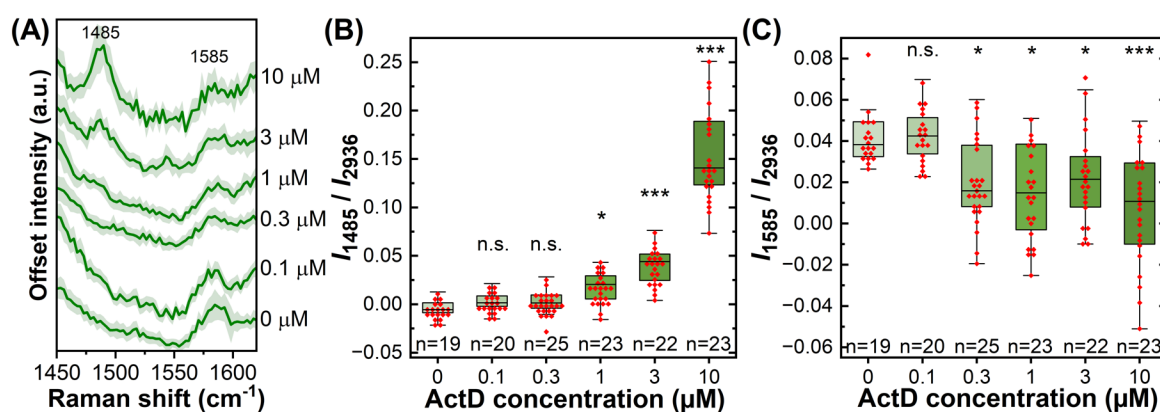 (A)
1485
1585
10 μM
3 μM
1 μM
0.3 μM
0.1 μM
0 μM
Offset intensity (a.u.)
1450 1500 1550 1600
Raman shift (cm⁻¹)
(B)
I1485 / I2936
0.25
0.20
0.15
0.10
0.05
0.00
−0.05
n.s. n.s. * *** ***
n=19 n=20 n=25 n=23 n=22 n=23
0 0.1 0.3 1 3 10
ActD concentration (μM)
(C)
I1585 / I2936
0.08
0.06
0.04
0.02
0.00
−0.02
−0.04
−0.06
n.s. * * * ***
n=19 n=20 n=25 n=23 n=22 n=23
0 0.1 0.3 1 3 10
ActD concentration (μM)